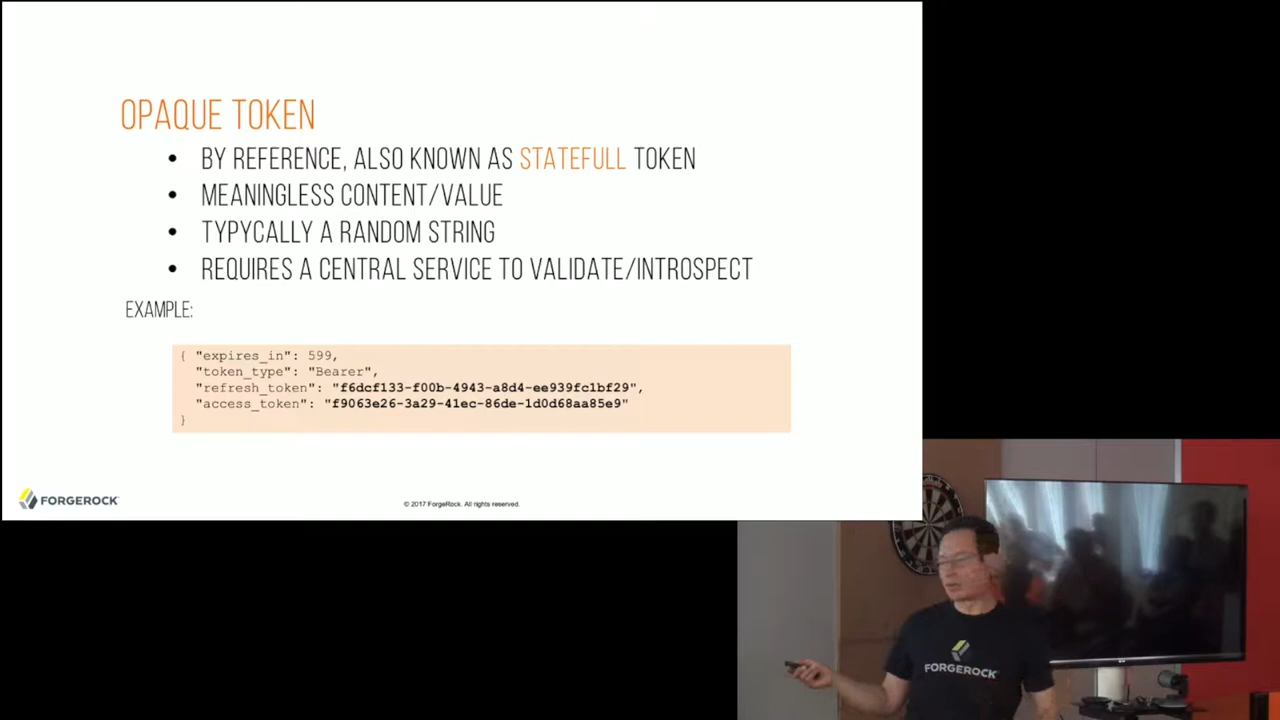 OPAQUE TOKEN
• BY REFERENCE, ALSO KNOWN AS STATEFULL TOKEN
• MEANINGLESS CONTENT/VALUE
• TYPYCALLY A RANDOM STRING
• REQUIRES A CENTRAL SERVICE TO VALIDATE/INTROSPECT
EXAMPLE:
{ "expires_in": 599,
"token_type": "Bearer",
"refresh_token": "f6dcf133-f00b-4943-a8d4-ee939fc1bf29",
"access_token": "f9063e26-3a29-41ec-86de-1d0d68aa85e9"
}
FORGEROCK
© 2017 ForgeRock. All rights reserved.
FORGEROCK